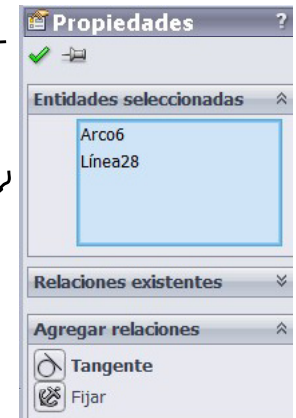 Propiedades ?
Entidades seleccionadas
Arco6
Línea28
Relaciones existentes
Agregar relaciones
Tangente
Fijar